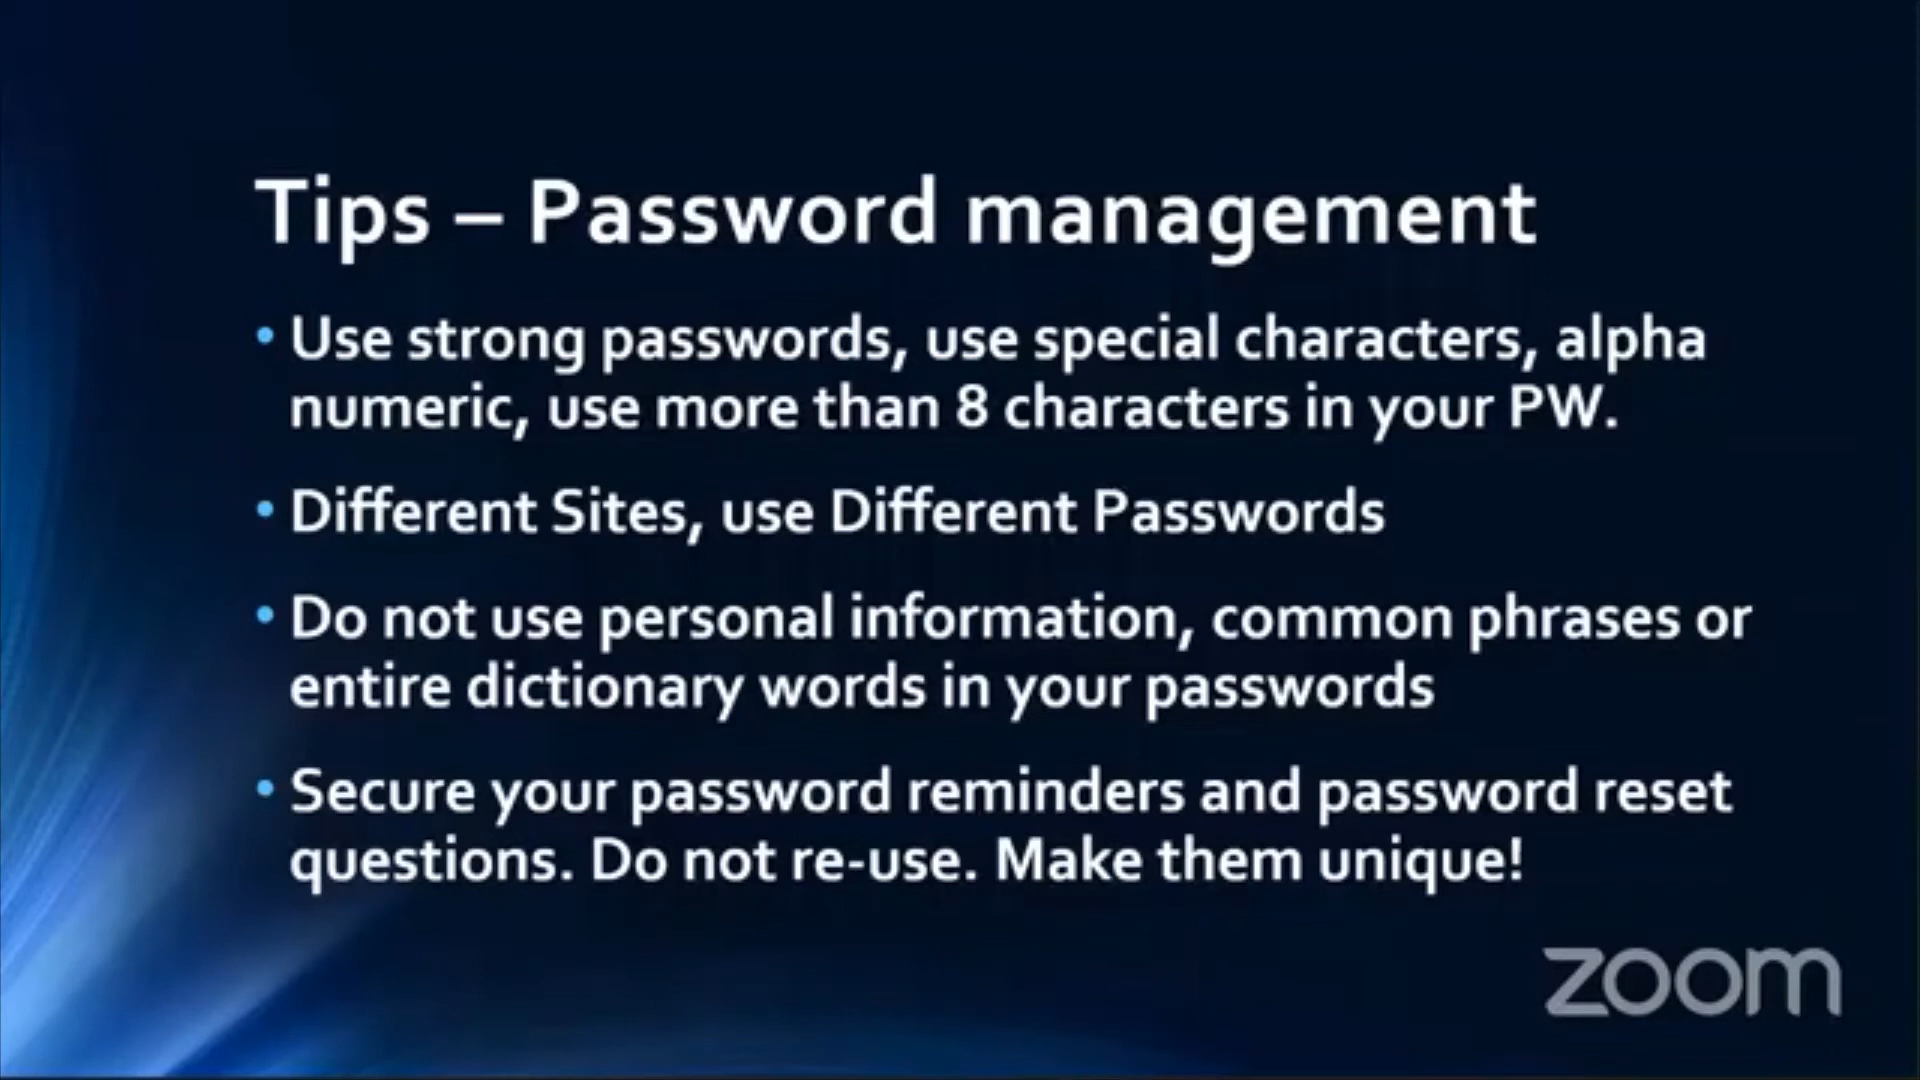 Tips – Password management
• Use strong passwords, use special characters, alpha
numeric, use more than 8 characters in your PW.
• Different Sites, use Different Passwords
• Do not use personal information, common phrases or
entire dictionary words in your passwords
• Secure your password reminders and password reset
questions. Do not re-use. Make them unique!
zoom